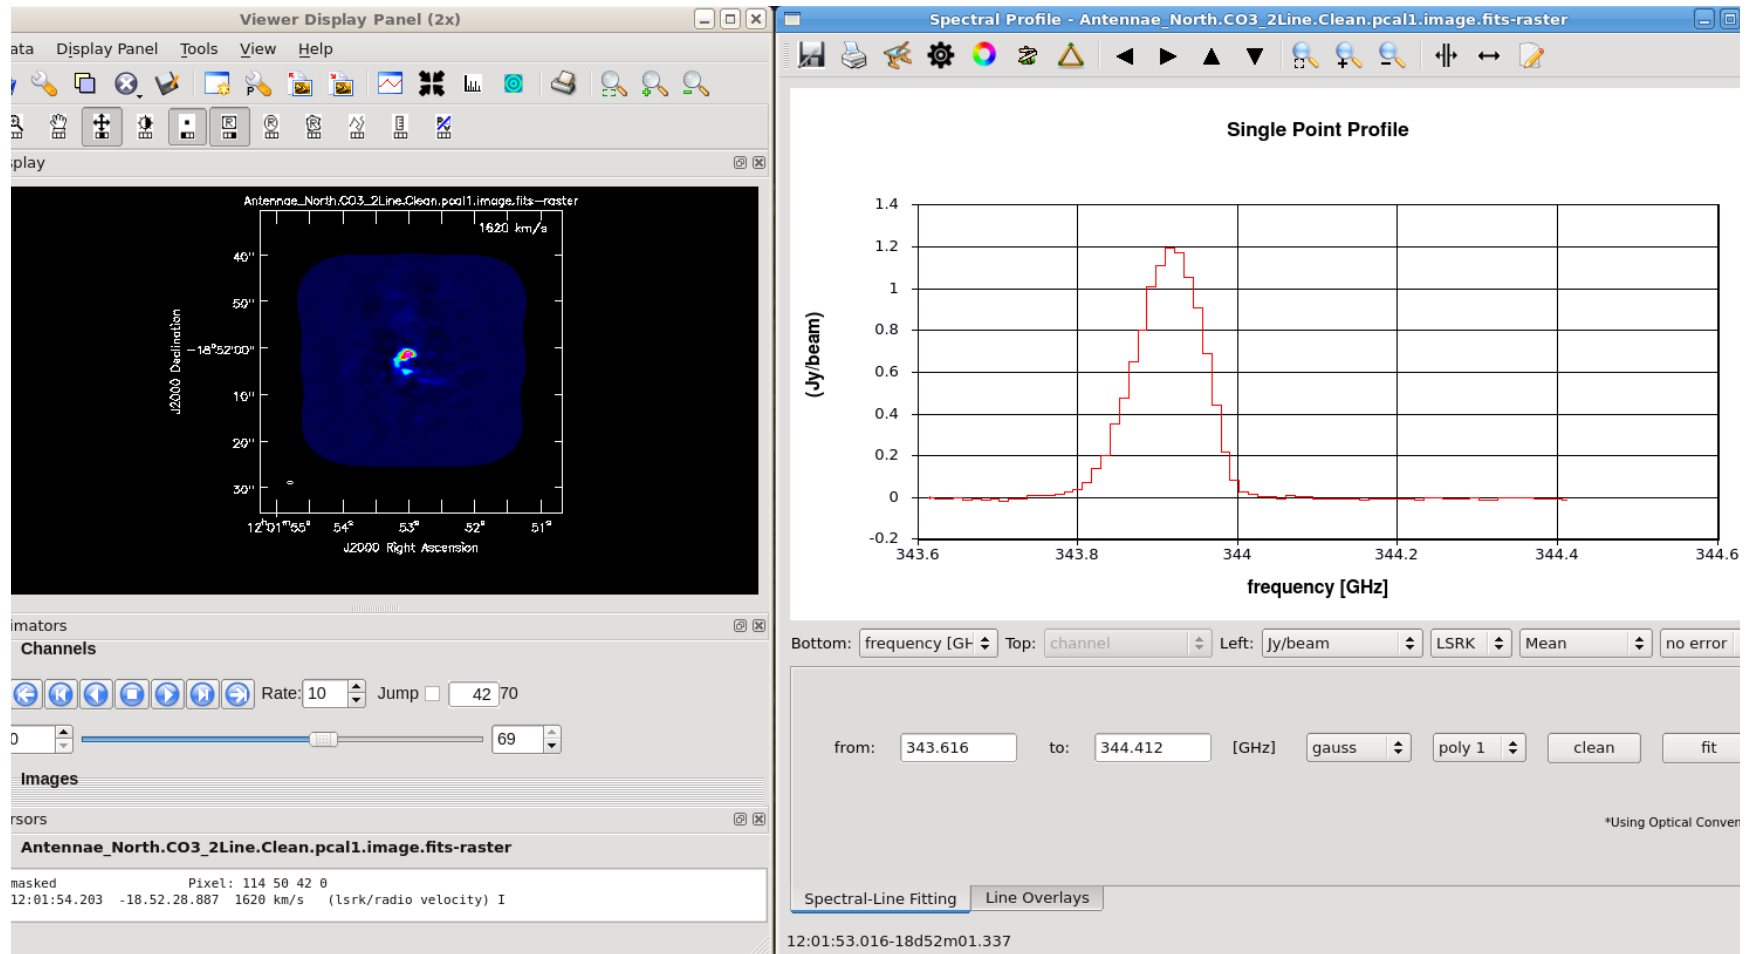 Viewer Display Panel (2x)
ata Display Panel Tools View Help
splay
Antennae_North.CO3_2Line.Clean.pcal1.image.fits-raster
1620 km/s
40"
50"
-18°52'00"
10"
20"
30"
J2000 Declination
12h01m55s 54s 53s 52s 51s
J2000 Right Ascension
imators
Channels
Rate: 10 Jump 42 70
0 69
Images
rsors
Antennae_North.CO3_2Line.Clean.pcal1.image.fits-raster
masked Pixel: 114 50 42 0
12:01:54.203 -18.52.28.887 1620 km/s (lsrk/radio velocity) I
Spectral Profile - Antennae_North.CO3_2Line.Clean.pcal1.image.fits-raster
Single Point Profile
1.4
1.2
1
0.8
0.6
0.4
0.2
0
-0.2
(Jy/beam)
343.6 343.8 344 344.2 344.4 344.6
frequency [GHz]
Bottom: frequency [GH Top: channel Left: Jy/beam LSRK Mean no error
from: 343.616 to: 344.412 [GHz] gauss poly 1 clean fit
*Using Optical Conven
Spectral-Line Fitting Line Overlays
12:01:53.016-18d52m01.337